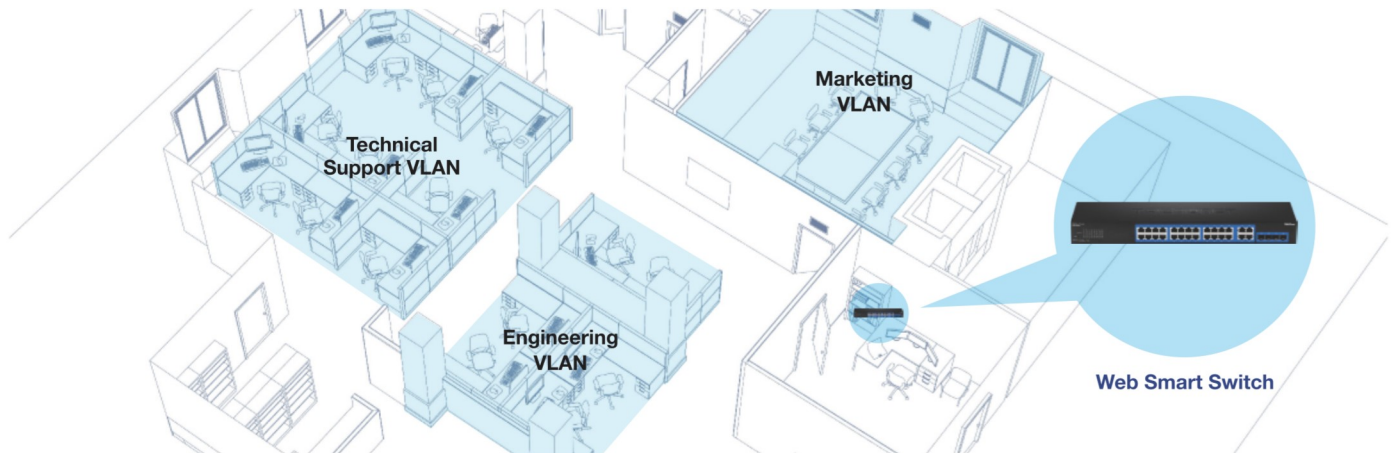 Marketing
VLAN
Technical
Support VLAN
Engineering
VLAN
Web Smart Switch